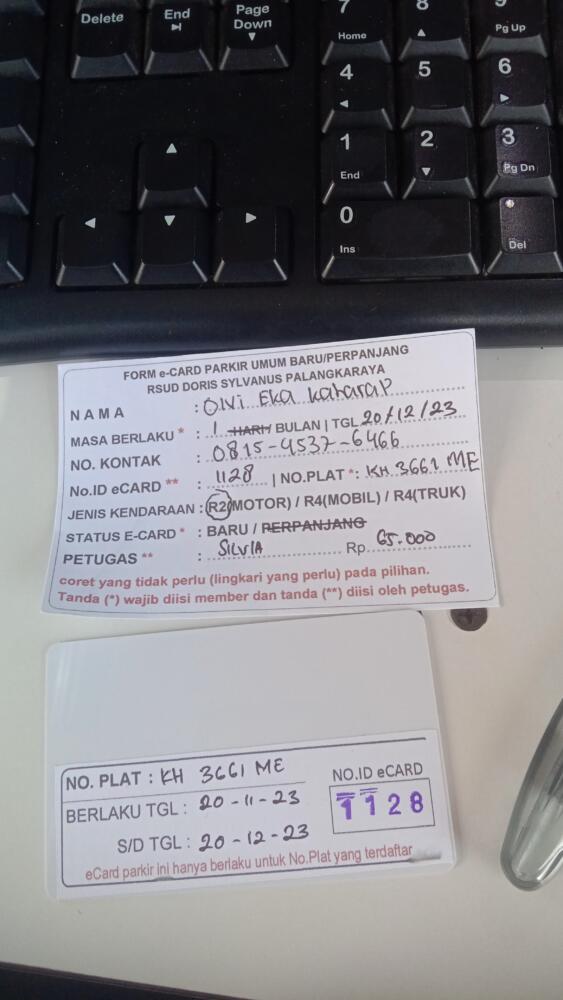 Delete
End
Page
Down
7
Home
8
9
Pg Up
4
5
6
1
End
2
3
Pg Dn
0
Ins
Del
FORM e-CARD PARKIR UMUM BARU/PERPANJANG
RSUD DORIS SYLVANUS PALANGKARAYA
NAMA : Olvi Eka Kaharap
MASA BERLAKU * : 1 HARI/ BULAN | TGL 20/12/23
NO. KONTAK : 0815-4537-6466
No.ID eCARD ** : 1128 | NO.PLAT *: KH 3661 ME
JENIS KENDARAAN : R2(MOTOR) / R4(MOBIL) / R4(TRUK)
STATUS E-CARD * : BARU / PERPANJANG
PETUGAS ** : SILVIA Rp. 65.000
coret yang tidak perlu (lingkari yang perlu) pada pilihan.
Tanda (*) wajib diisi member dan tanda (**) diisi oleh petugas.
NO. PLAT : KH 3661 ME
BERLAKU TGL : 20-11-23
S/D TGL : 20-12-23
NO.ID eCARD
1128
eCard parkir ini hanya berlaku untuk No.Plat yang terdaftar